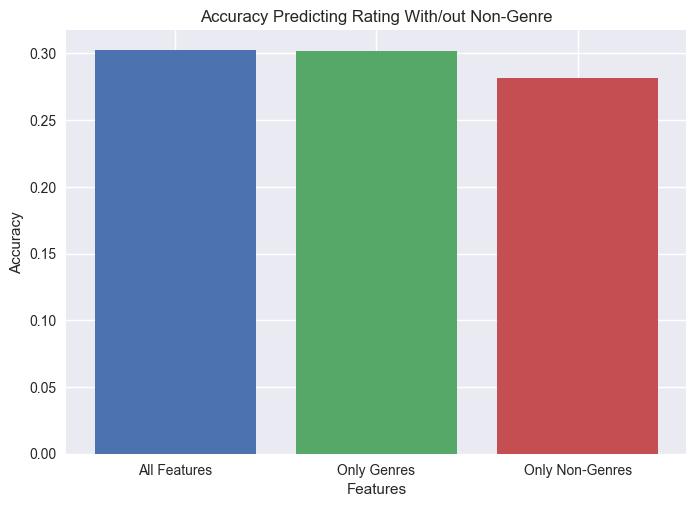 Accuracy Predicting Rating With/out Non-Genre
Accuracy
0.30
0.25
0.20
0.15
0.10
0.05
0.00
All Features
Only Genres
Only Non-Genres
Features